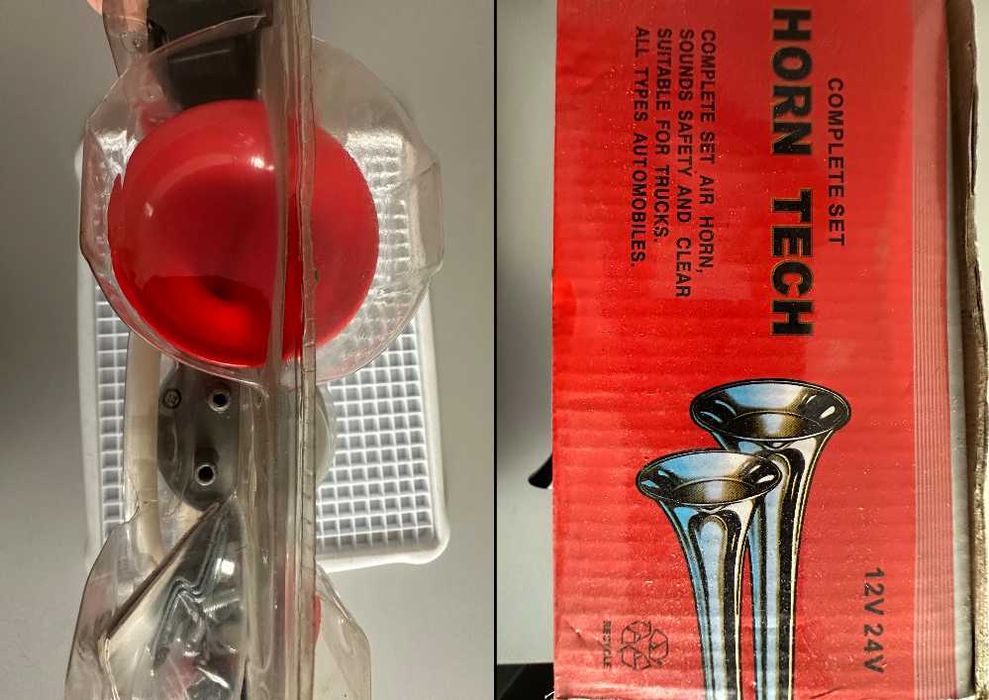 COMPLETE SET
HORN TECH
COMPLETE SET AIR HORN,
SOUNDS SAFETY AND CLEAR
SUITABLE FOR TRUCKS.
ALL TYPES AUTOMOBILES.
12V 24V
RECYCLE